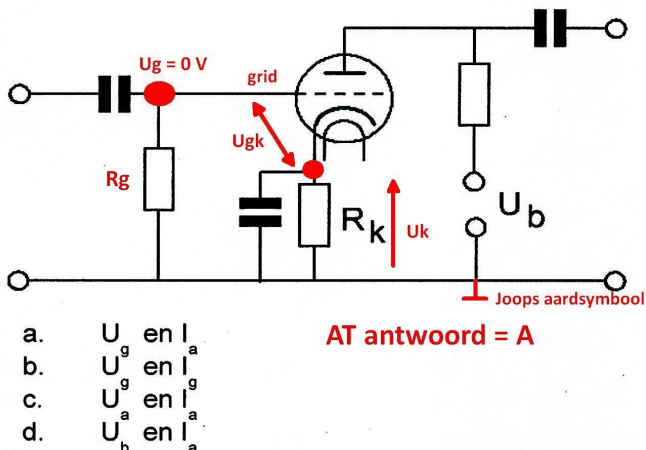 Ug = 0 V
grid
Ugk
Rg
Rk
Uk
Ub
Joops aardsymbool
AT antwoord = A
a. Ug en Ia
b. Ug en Ig
c. Ua en Ia
d. Ub en Ia